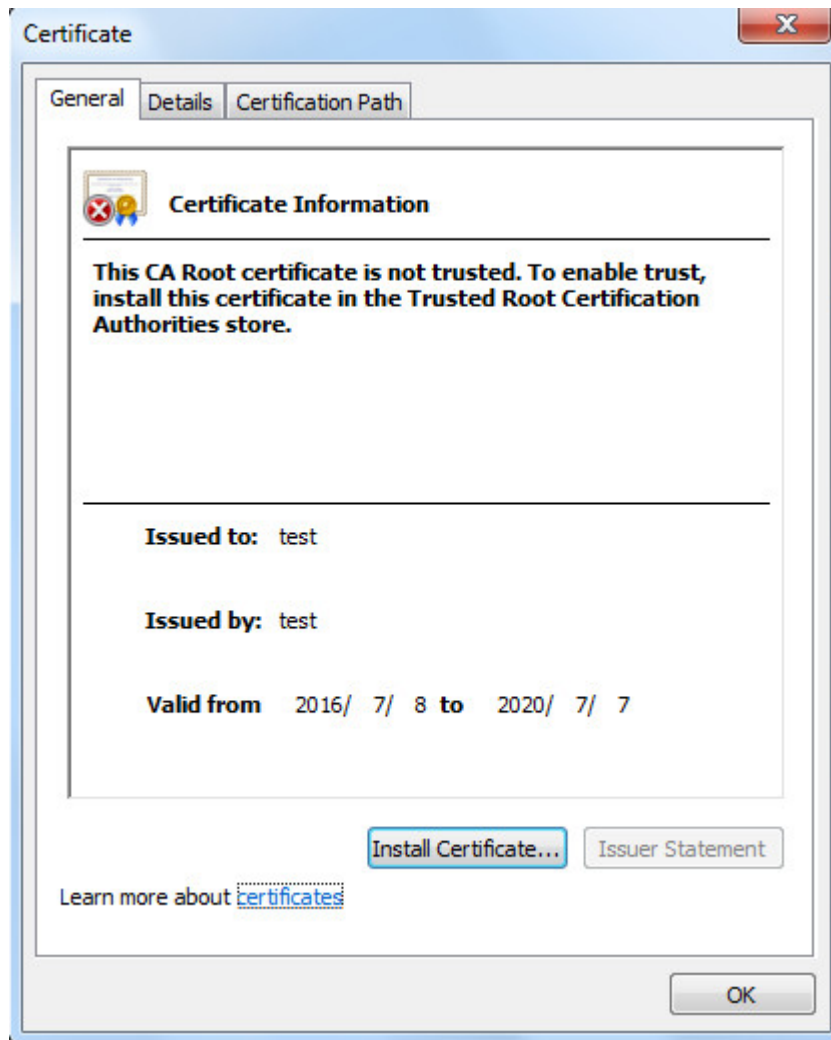 Certificate
General Details Certification Path
Certificate Information
This CA Root certificate is not trusted. To enable trust,
install this certificate in the Trusted Root Certification
Authorities store.
Issued to: test
Issued by: test
Valid from 2016/ 7/ 8 to 2020/ 7/ 7
Install Certificate... Issuer Statement
Learn more about certificates
OK